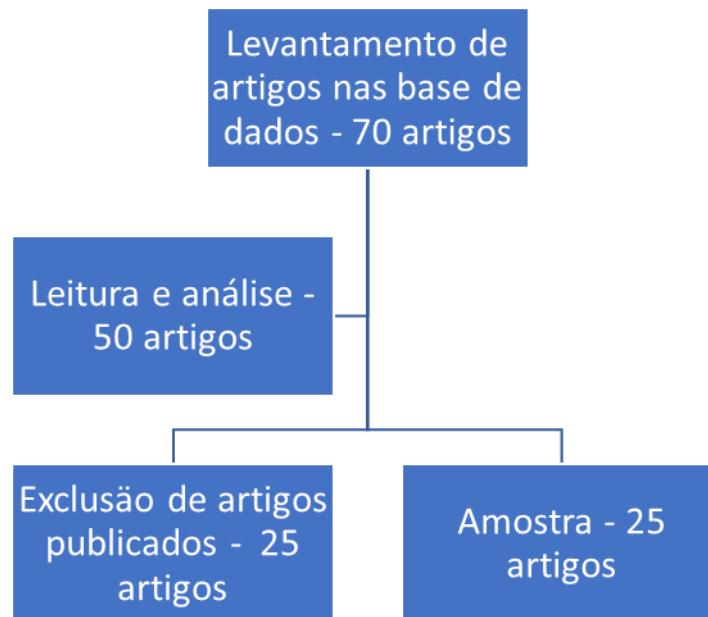 Levantamento de
artigos nas base de
dados - 70 artigos
Leitura e análise -
50 artigos
Exclusäo de artigos
publicados - 25
artigos
Amostra - 25
artigos